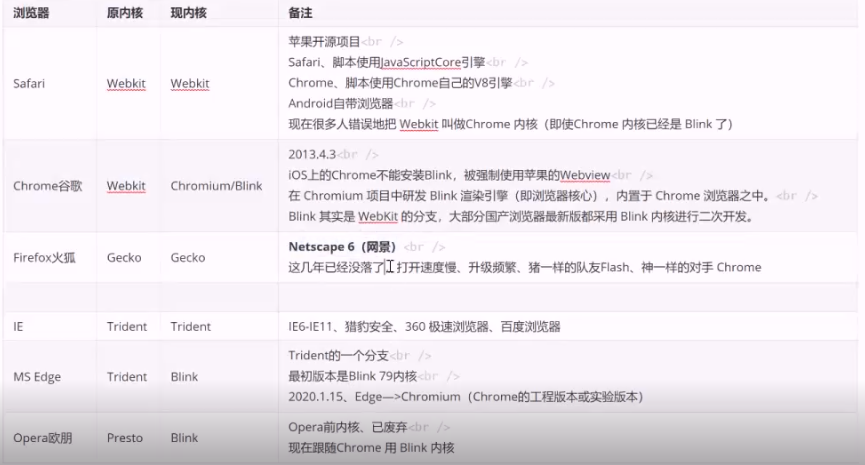 浏览器 原内核 现内核 备注
苹果开源项目<br />
Safari、脚本使用JavaScriptCore引擎<br />
Safari Webkit Webkit Chrome、脚本使用Chrome自己的V8引擎<br />
Android自带浏览器<br />
现在很多人错误地把 Webkit 叫做Chrome 内核（即使Chrome 内核已经是 Blink 了）
2013.4.3<br />
iOS上的Chrome不能安装Blink，被强制使用苹果的Webview<br />
Chrome谷歌 Webkit Chromium/Blink
在 Chromium 项目中研发 Blink 渲染引擎（即浏览器核心），内置于 Chrome 浏览器之中。<br />
Blink 其实是 WebKit 的分支，大部分国产浏览器最新版都采用 Blink 内核进行二次开发。
Netscape 6（网景）<br />
Firefox火狐 Gecko Gecko
这几年已经没落了 打开速度慢、升级频繁、猪一样的队友Flash、神一样的对手 Chrome
IE Trident Trident IE6-IE11、猎豹安全、360 极速浏览器、百度浏览器
Trident的一个分支<br />
MS Edge Trident Blink 最初版本是Blink 79内核<br />
2020.1.15、Edge—>Chromium（Chrome的工程版本或实验版本）
Opera前内核、已废弃<br />
Opera欧朋 Presto Blink
现在跟随Chrome 用 Blink 内核